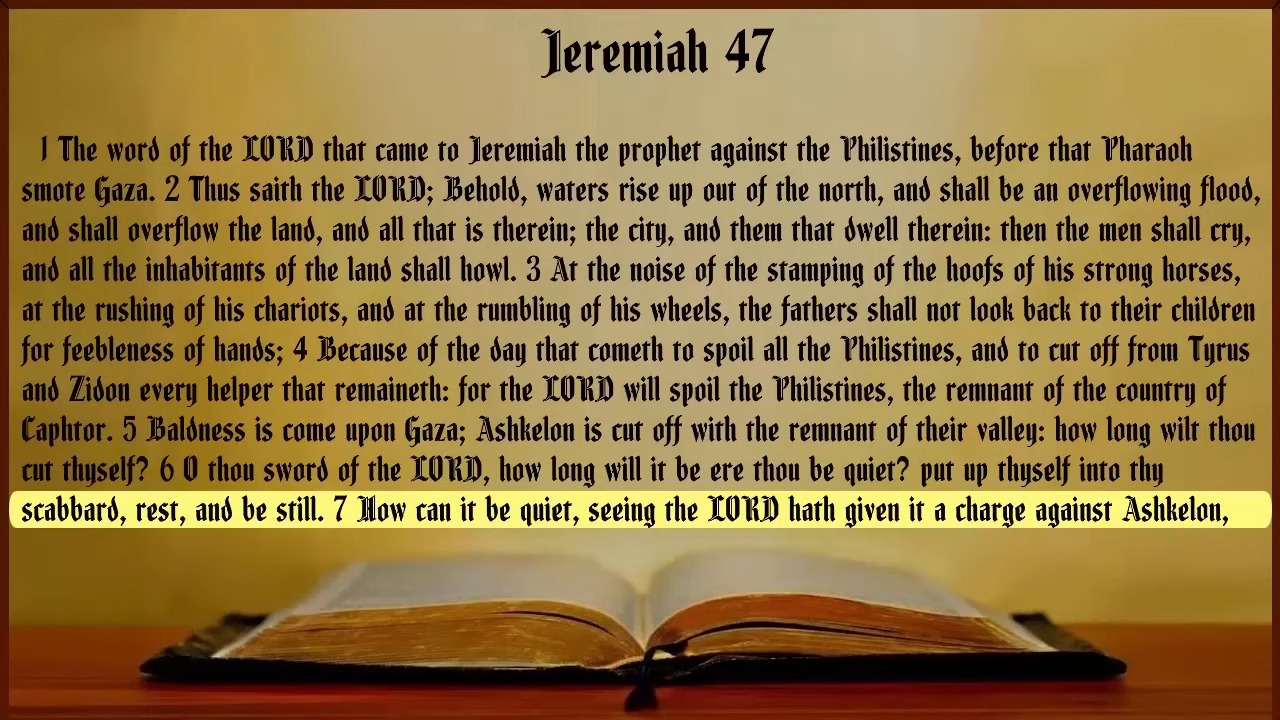 Jeremiah 47
1 The word of the LORD that came to Jeremiah the prophet against the Philistines, before that Pharaoh
smote Gaza. 2 Thus saith the LORD; Behold, waters rise up out of the north, and shall be an overflowing flood,
and shall overflow the land, and all that is therein; the city, and them that dwell therein: then the men shall cry,
and all the inhabitants of the land shall howl. 3 At the noise of the stamping of the hoofs of his strong horses,
at the rushing of his chariots, and at the rumbling of his wheels, the fathers shall not look back to their children
for feebleness of hands; 4 Because of the day that cometh to spoil all the Philistines, and to cut off from Tyrus
and Zidon every helper that remaineth: for the LORD will spoil the Philistines, the remnant of the country of
Caphtor. 5 Baldness is come upon Gaza; Ashkelon is cut off with the remnant of their valley: how long wilt thou
cut thyself? 6 O thou sword of the LORD, how long will it be ere thou be quiet? put up thyself into thy
scabbard, rest, and be still. 7 How can it be quiet, seeing the LORD hath given it a charge against Ashkelon,